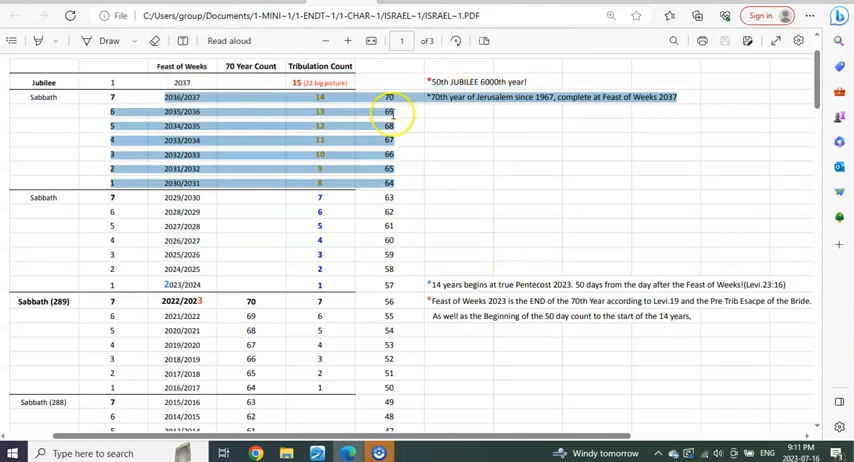 File C:/Users/group/Documents/1-MINI~1/1-ENDT~1/1-CHAR~1/ISRAEL/ISRAEL~1.PDF Sign in
Draw Read aloud 1 of 3
Feast of Weeks 70 Year Count Tribulation Count
Jubilee 1 2037 15 (22 big picture) *50th JUBILEE 6000th year!
Sabbath 7 2036/2037 14 70 *70th year of Jerusalem since 1967, complete at Feast of Weeks 2037
6 2035/2036 13 69
5 2034/2035 12 68
4 2033/2034 11 67
3 2032/2033 10 66
2 2031/2032 9 65
1 2030/2031 8 64
Sabbath 7 2029/2030 7 63
6 2028/2029 6 62
5 2027/2028 5 61
4 2026/2027 4 60
3 2025/2026 3 59
2 2024/2025 2 58
1 2023/2024 1 57 *14 years begins at true Pentecost 2023. 50 days from the day after the Feast of Weeks!(Levi.23:16)
Sabbath (289) 7 2022/2023 70 7 56 *Feast of Weeks 2023 is the END of the 70th Year according to Levi.19 and the Pre Trib Esacpe of the Bride.
6 2021/2022 69 6 55 As well as the Beginning of the 50 day count to the start of the 14 years,
5 2020/2021 68 5 54
4 2019/2020 67 4 53
3 2018/2019 66 3 52
2 2017/2018 65 2 51
1 2016/2017 64 1 50
Sabbath (288) 7 2015/2016 63 49
6 2014/2015 62 48
5 2013/2014 61 47
Type here to search Windy tomorrow ENG 9:11 PM
2023-07-16